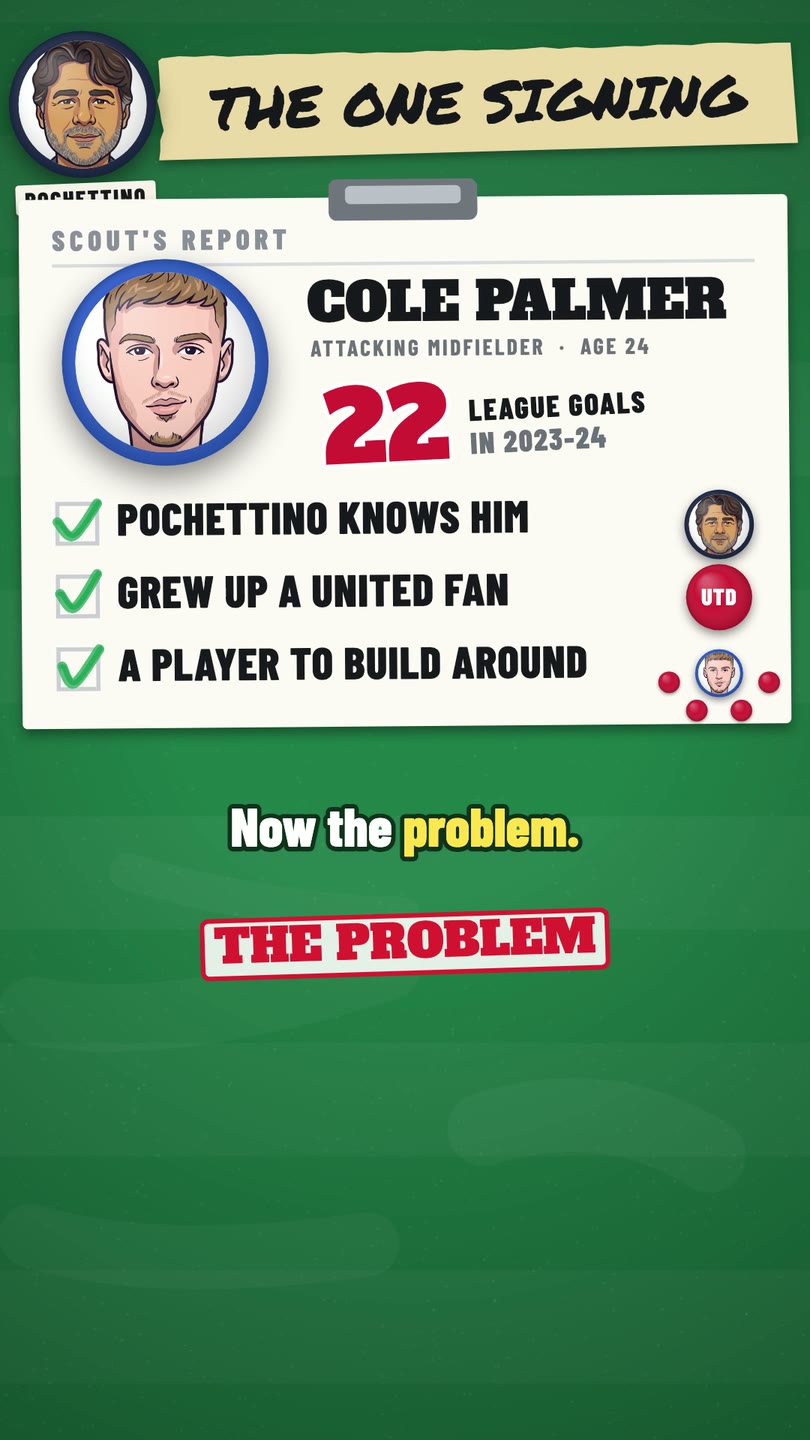 THE ONE SIGNING
POCHETTINO
SCOUT'S REPORT
COLE PALMER
ATTACKING MIDFIELDER · AGE 24
22
LEAGUE GOALS
IN 2023-24
POCHETTINO KNOWS HIM
GREW UP A UNITED FAN
UTD
A PLAYER TO BUILD AROUND
Now the problem.
THE PROBLEM